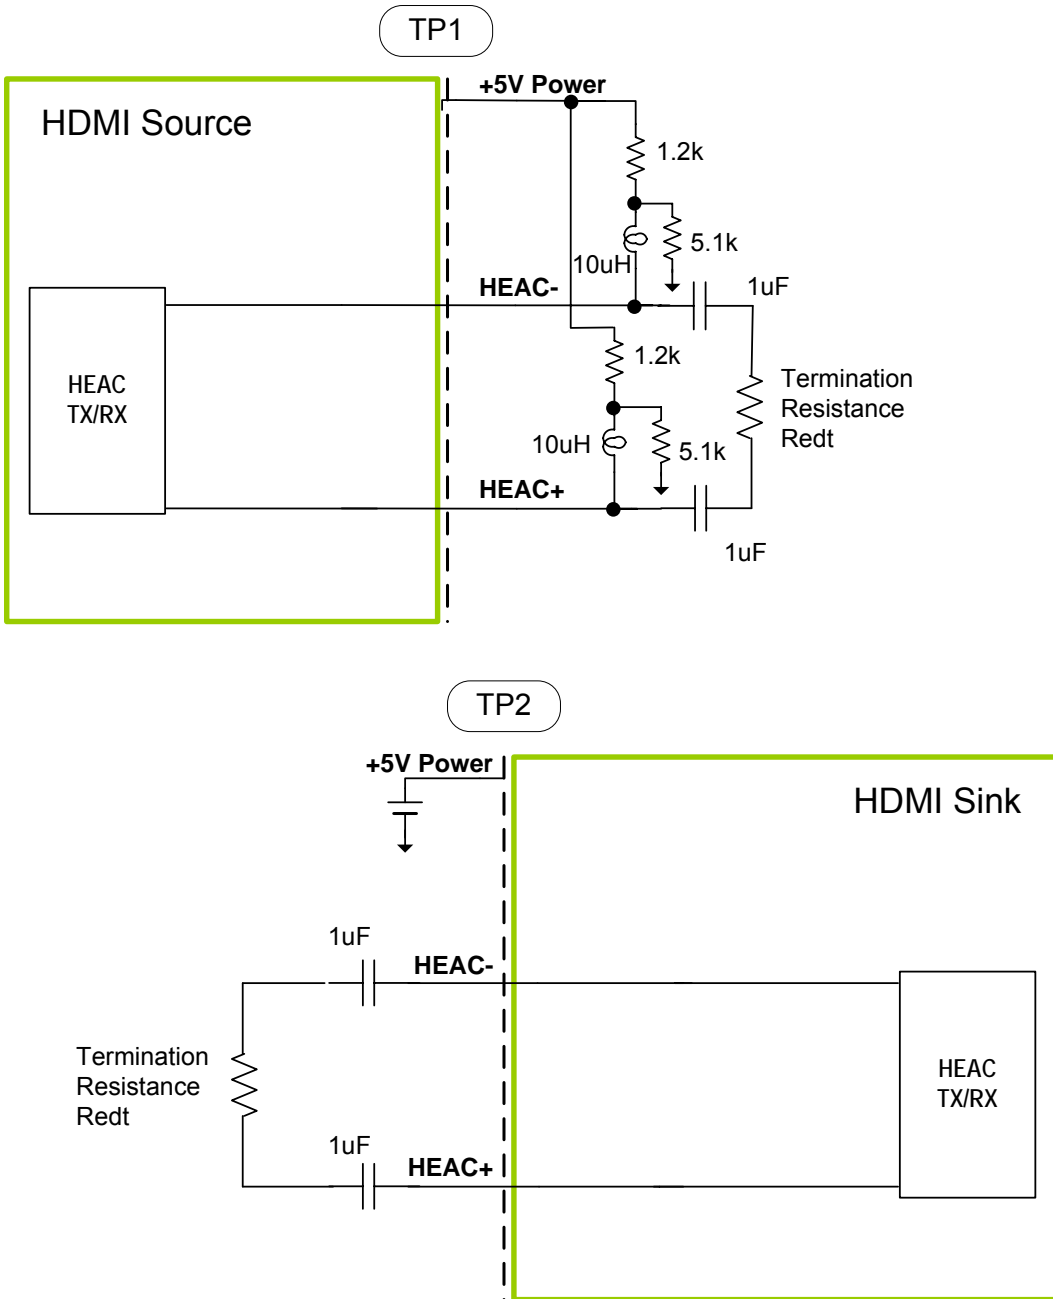 TP1
+5V Power
HDMI Source
1.2k
5.1k
10uH
HEAC-
1uF
1.2k
HEAC
TX/RX
Termination
Resistance
Redt
10uH
5.1k
HEAC+
1uF
TP2
+5V Power
HDMI Sink
1uF
HEAC-
Termination
Resistance
Redt
HEAC
TX/RX
1uF
HEAC+